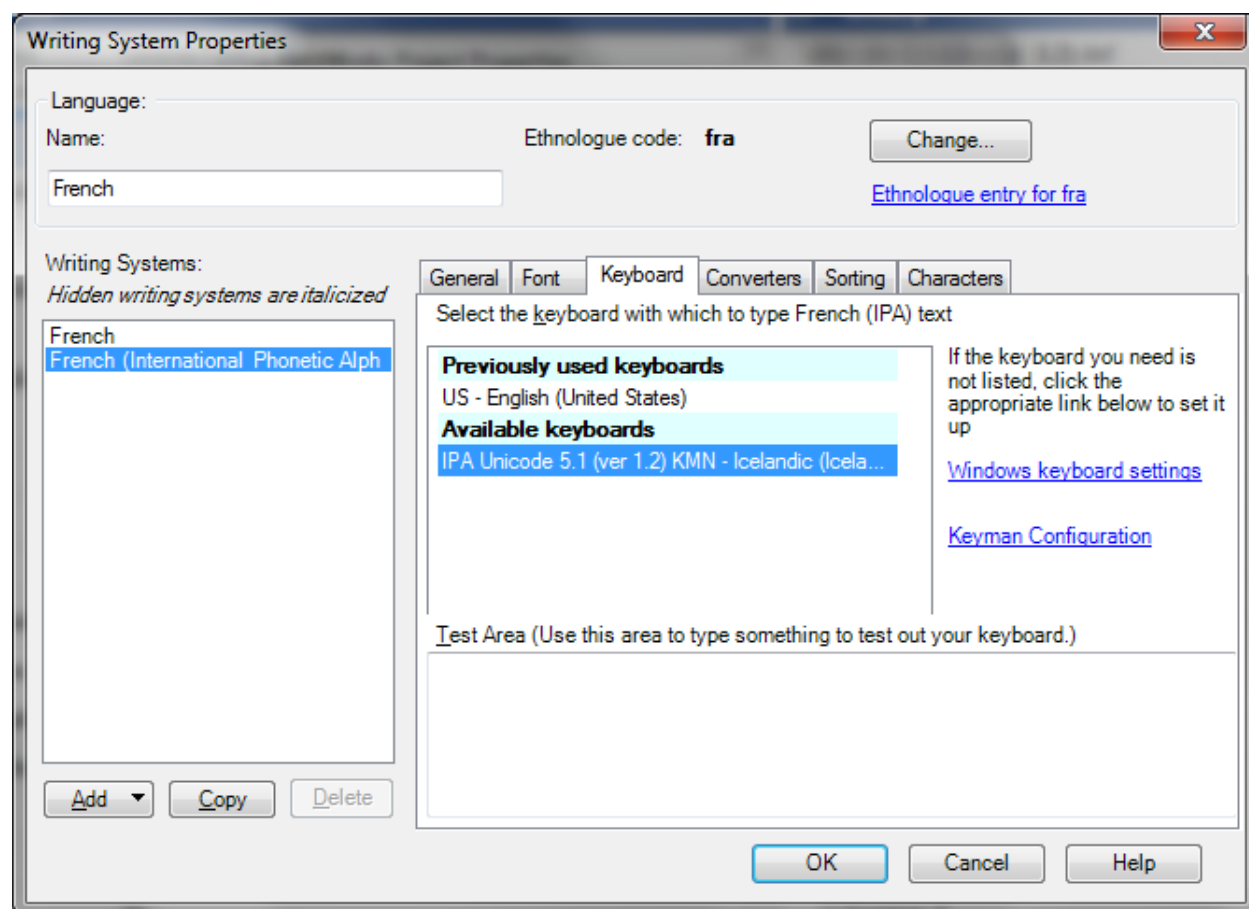 Writing System Properties
X
Language:
Name:
Ethnologue code: fra
Change...
French
Ethnologue entry for fra
Writing Systems:
Hidden writing systems are italicized
French
French (International Phonetic Alph
General Font Keyboard Converters Sorting Characters
Select the keyboard with which to type French (IPA) text
Previously used keyboards
US - English (United States)
Available keyboards
IPA Unicode 5.1 (ver 1.2) KMN - Icelandic (Icela...
If the keyboard you need is
not listed, click the
appropriate link below to set it
up
Windows keyboard settings
Keyman Configuration
Test Area (Use this area to type something to test out your keyboard.)
Add Copy Delete
OK Cancel Help